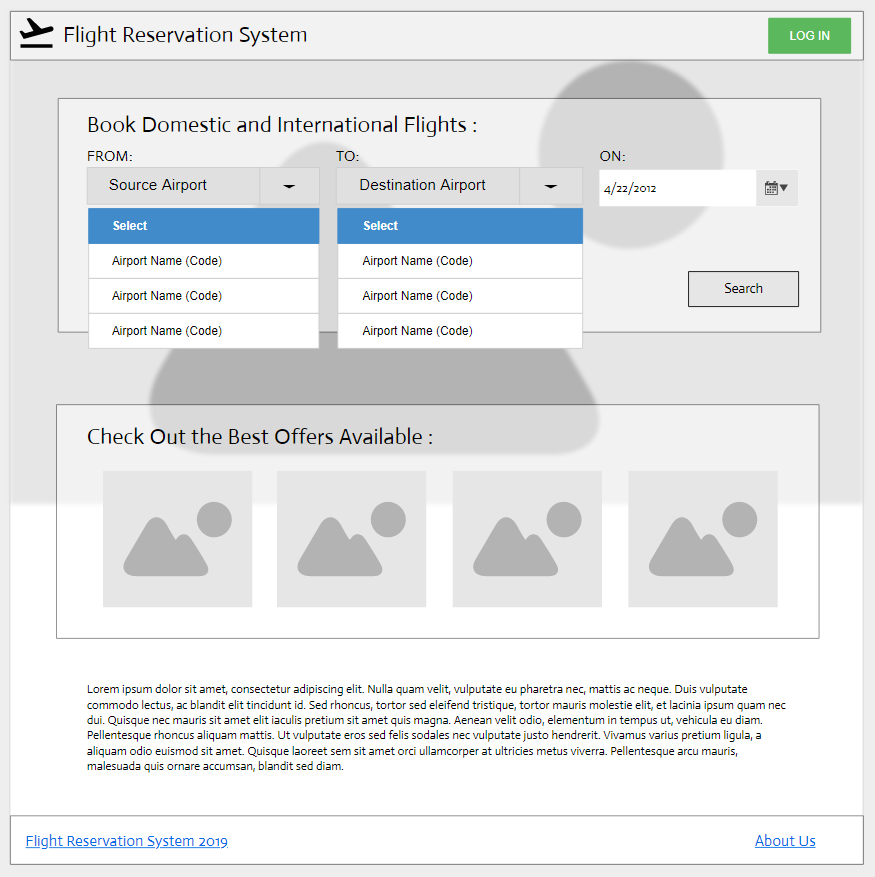 Flight Reservation System
LOG IN
Book Domestic and International Flights :
FROM:
TO:
ON:
Source Airport
Destination Airport
4/22/2012
Select
Airport Name (Code)
Airport Name (Code)
Airport Name (Code)
Select
Airport Name (Code)
Airport Name (Code)
Airport Name (Code)
Search
Check Out the Best Offers Available :
Lorem ipsum dolor sit amet, consectetur adipiscing elit. Nulla quam velit, vulputate eu pharetra nec, mattis ac neque. Duis vulputate
commodo lectus, ac blandit elit tincidunt id. Sed rhoncus, tortor sed eleifend tristique, tortor mauris molestie elit, et lacinia ipsum quam nec
dui. Quisque nec mauris sit amet elit iaculis pretium sit amet quis magna. Aenean velit odio, elementum in tempus ut, vehicula eu diam.
Pellentesque rhoncus aliquam mattis. Ut vulputate eros sed felis sodales nec vulputate justo hendrerit. Vivamus varius pretium ligula, a
aliquam odio euismod sit amet. Quisque laoreet sem sit amet orci ullamcorper at ultricies metus viverra. Pellentesque arcu mauris,
malesuada quis ornare accumsan, blandit sed diam.
Flight Reservation System 2019
About Us